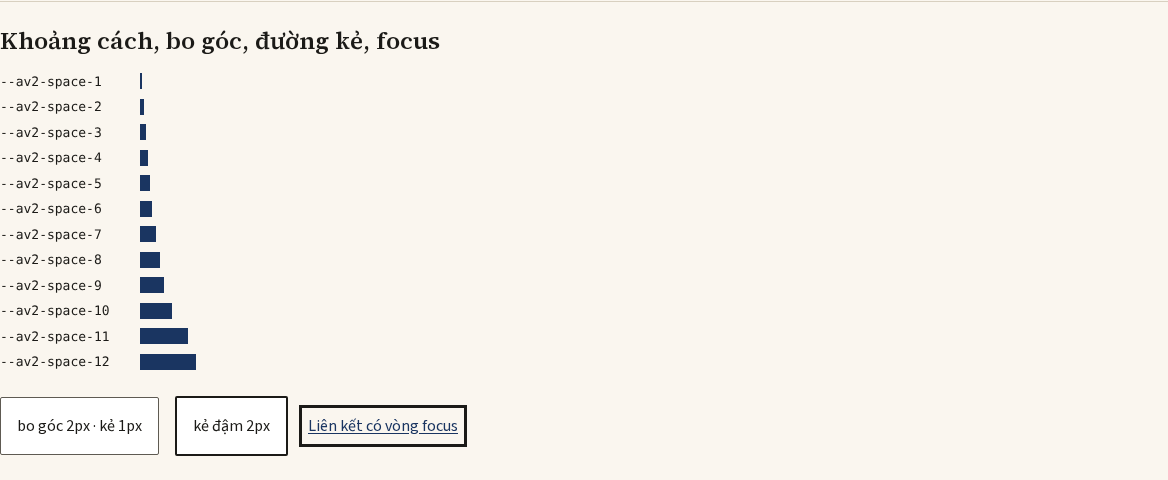 Khoảng cách, bo góc, đường kẻ, focus
--av2-space-1
--av2-space-2
--av2-space-3
--av2-space-4
--av2-space-5
--av2-space-6
--av2-space-7
--av2-space-8
--av2-space-9
--av2-space-10
--av2-space-11
--av2-space-12
bo góc 2px · kẻ 1px
kẻ đậm 2px
Liên kết có vòng focus